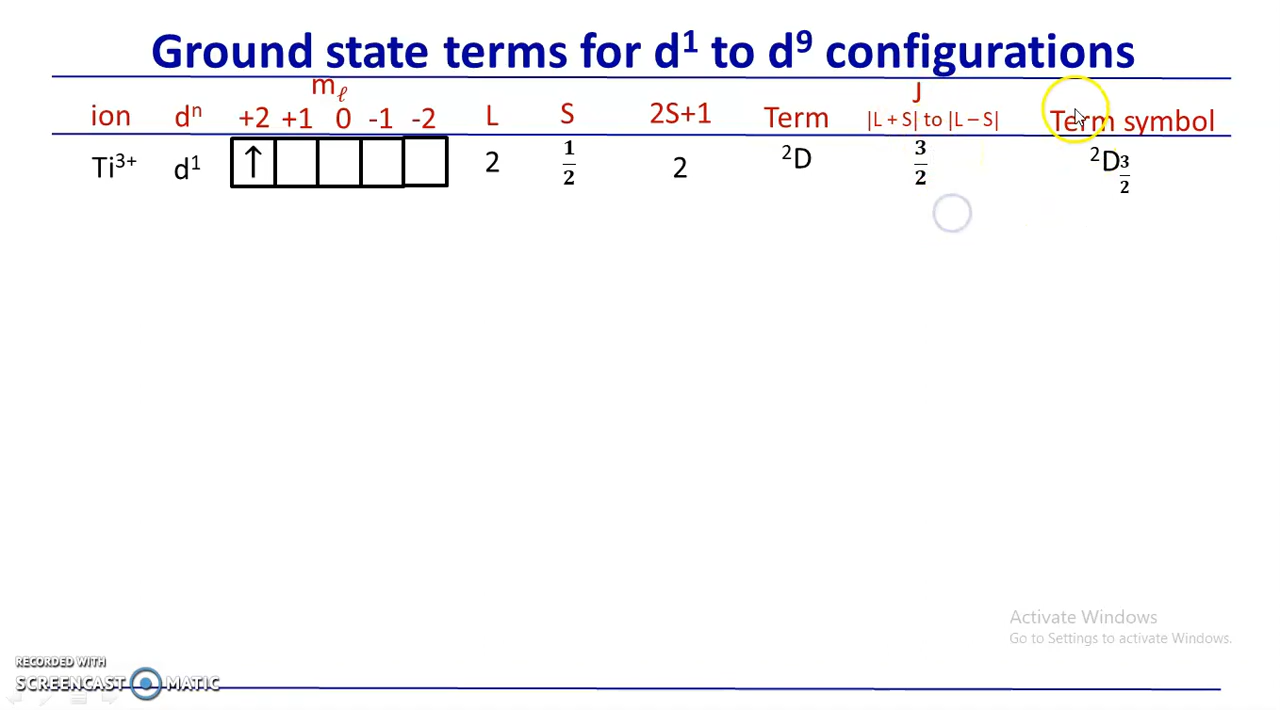 Ground state terms for d¹ to d⁹ configurations
mℓ J
ion dⁿ +2 +1 0 -1 -2 L S 2S+1 Term |L + S| to |L – S| Term symbol
Ti³⁺ d¹ ↑ 2 1/2 2 ²D 3/2 ²D3/2
Activate Windows
Go to Settings to activate Windows.
RECORDED WITH
SCREENCAST MATIC